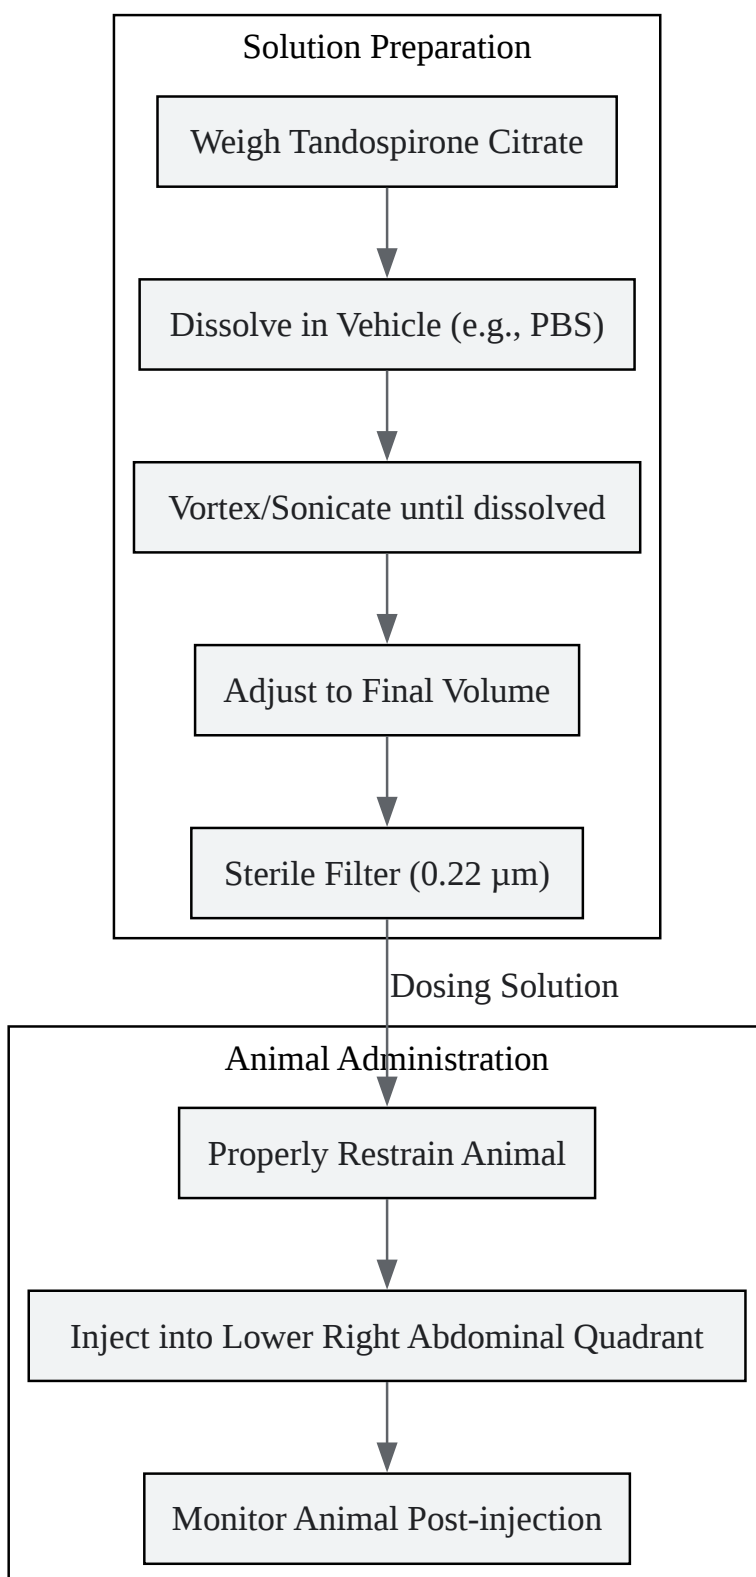 Solution Preparation
Weigh Tandospirone Citrate
Dissolve in Vehicle (e.g., PBS)
Vortex/Sonicate until dissolved
Adjust to Final Volume
Sterile Filter (0.22 µm)
Dosing Solution
Animal Administration
Properly Restrain Animal
Inject into Lower Right Abdominal Quadrant
Monitor Animal Post-injection